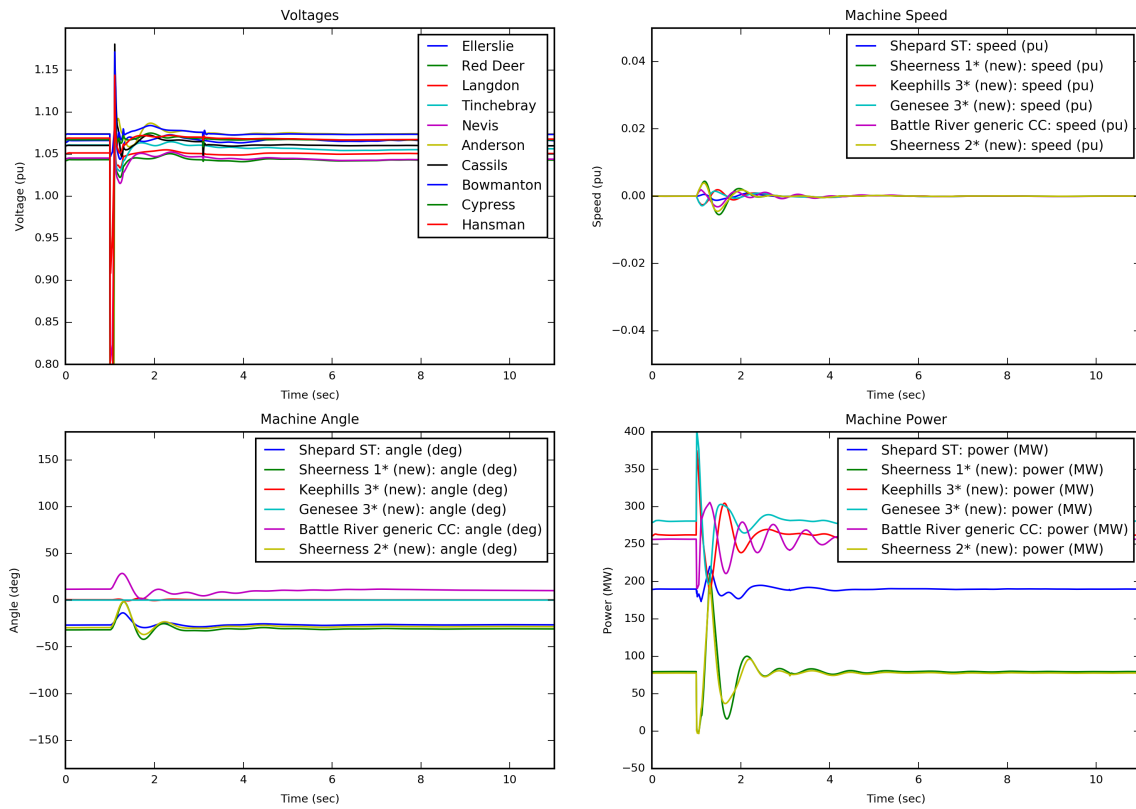 Voltages
1.15
1.10
1.05
1.00
0.95
0.90
0.85
0.80
Voltage (pu)
0
2
4
6
8
10
Time (sec)
Ellerslie
Red Deer
Langdon
Tinchebray
Nevis
Anderson
Cassils
Bowmanton
Cypress
Hansman
Machine Speed
0.04
0.02
0.00
−0.02
−0.04
Speed (pu)
0
2
4
6
8
10
Time (sec)
Shepard ST: speed (pu)
Sheerness 1* (new): speed (pu)
Keephills 3* (new): speed (pu)
Genesee 3* (new): speed (pu)
Battle River generic CC: speed (pu)
Sheerness 2* (new): speed (pu)
Machine Angle
150
100
50
0
−50
−100
−150
Angle (deg)
0
2
4
6
8
10
Time (sec)
Shepard ST: angle (deg)
Sheerness 1* (new): angle (deg)
Keephills 3* (new): angle (deg)
Genesee 3* (new): angle (deg)
Battle River generic CC: angle (deg)
Sheerness 2* (new): angle (deg)
Machine Power
400
350
300
250
200
150
100
50
0
−50
Power (MW)
0
2
4
6
8
10
Time (sec)
Shepard ST: power (MW)
Sheerness 1* (new): power (MW)
Keephills 3* (new): power (MW)
Genesee 3* (new): power (MW)
Battle River generic CC: power (MW)
Sheerness 2* (new): power (MW)